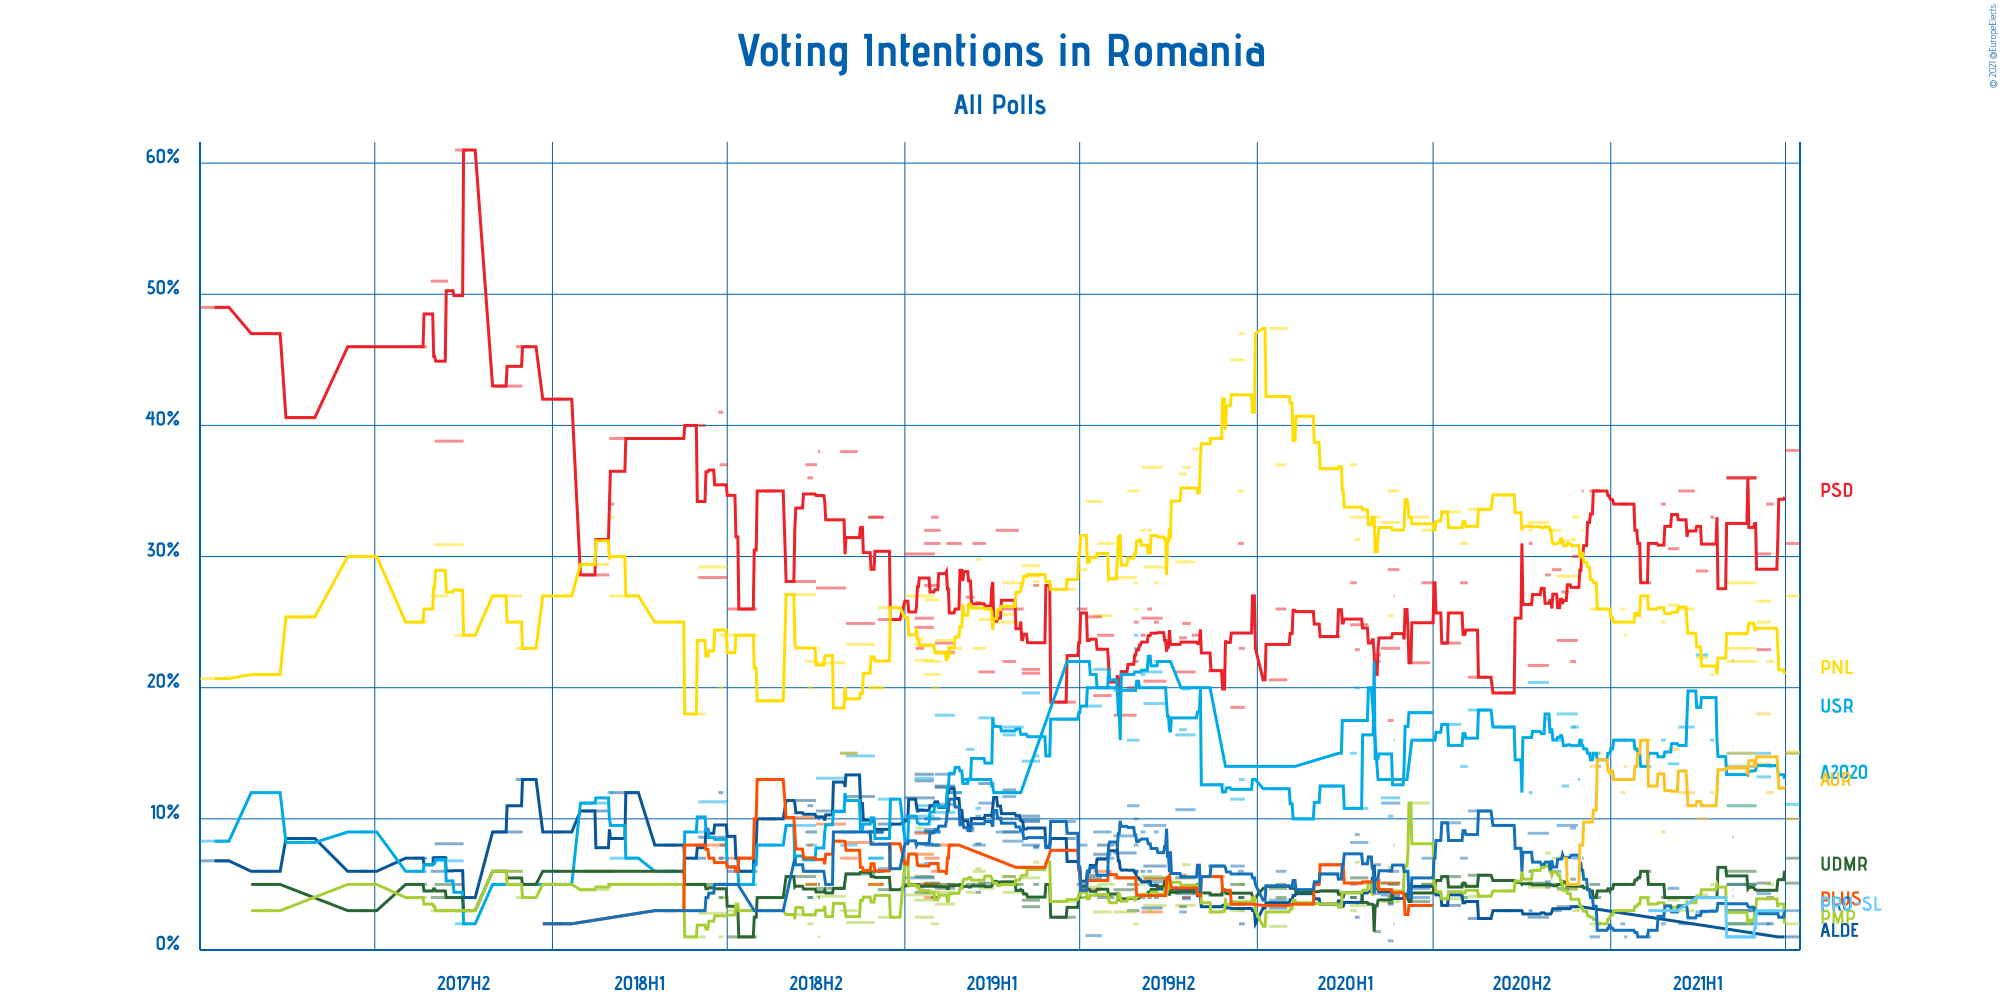 © 2021 @EuropeElects
Voting Intentions in Romania
All Polls
60%
50%
40%
30%
20%
10%
0%
PSD
PNL
USR
A2020
AUR
UDMR
PLUS
PRO SL
PMP
ALDE
2017H2 2018H1 2018H2 2019H1 2019H2 2020H1 2020H2 2021H1